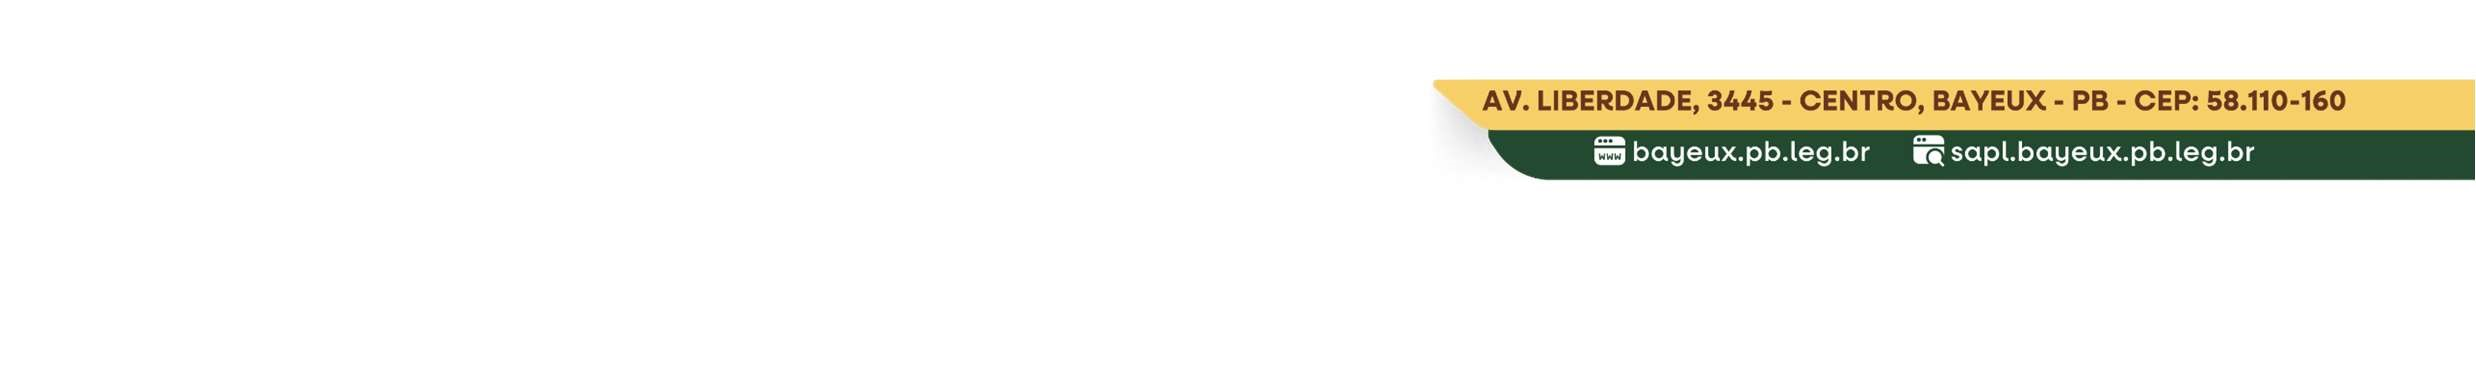 AV. LIBERDADE, 3445 - CENTRO, BAYEUX - PB - CEP: 58.110-160
www bayeux.pb.leg.br sapl.bayeux.pb.leg.br